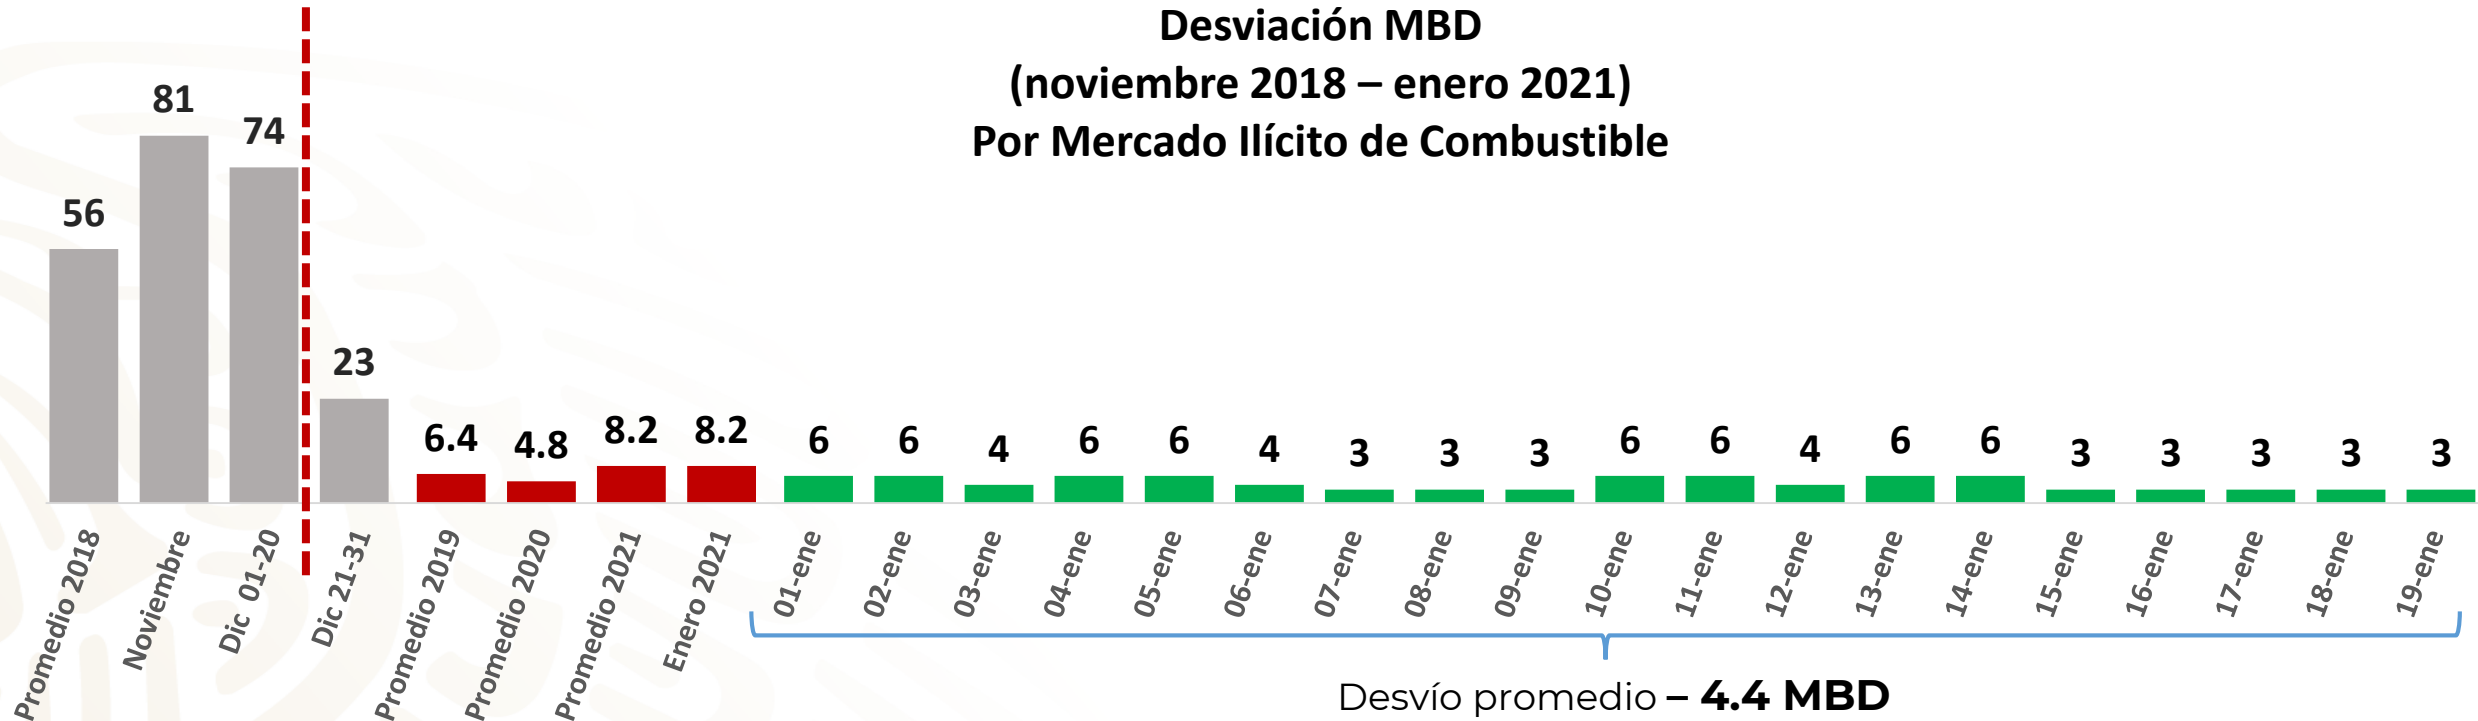 Desviación MBD
(noviembre 2018 – enero 2021)
Por Mercado Ilícito de Combustible
56
81
74
23
6.4
4.8
8.2
8.2
6
6
4
6
6
4
3
3
3
6
6
4
6
6
3
3
3
3
3
Promedio 2018
Noviembre
Dic 01-20
Dic 21-31
Promedio 2019
Promedio 2020
Promedio 2021
Enero 2021
01-ene
02-ene
03-ene
04-ene
05-ene
06-ene
07-ene
08-ene
09-ene
10-ene
11-ene
12-ene
13-ene
14-ene
15-ene
16-ene
17-ene
18-ene
19-ene
Desvío promedio – 4.4 MBD